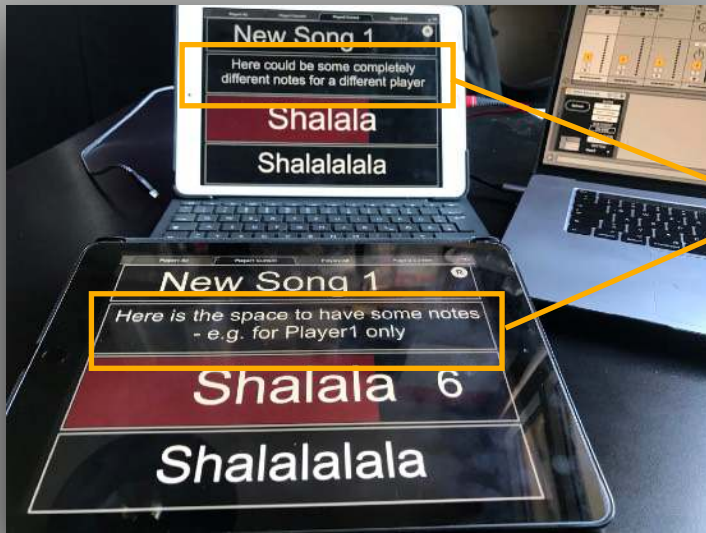 New Song 1
R
Here could be some completely
different notes for a different player
Shalala
Shalalalala
New Song 1
R
Here is the space to have some notes
- e.g. for Player1 only
Shalala 6
Shalalalala